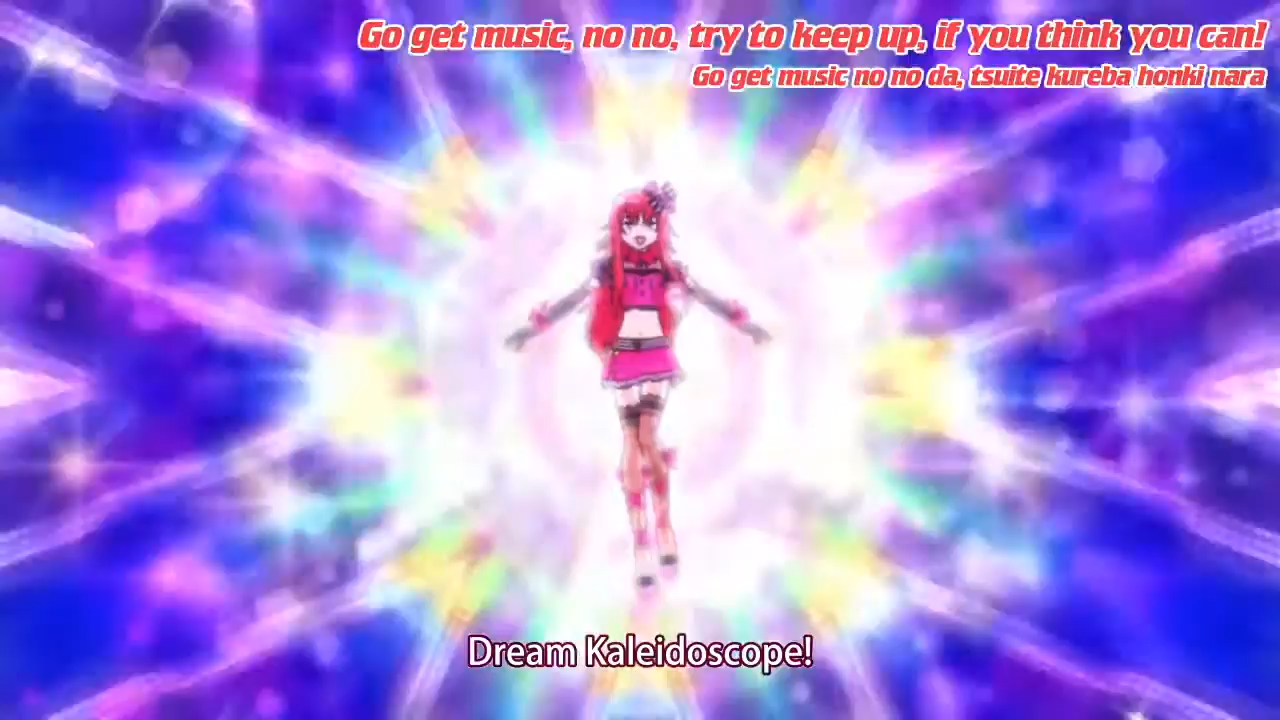 Go get music, no no, try to keep up, if you think you can!
Go get music no no da, tsuite kureba honki nara
Dream Kaleidoscope!